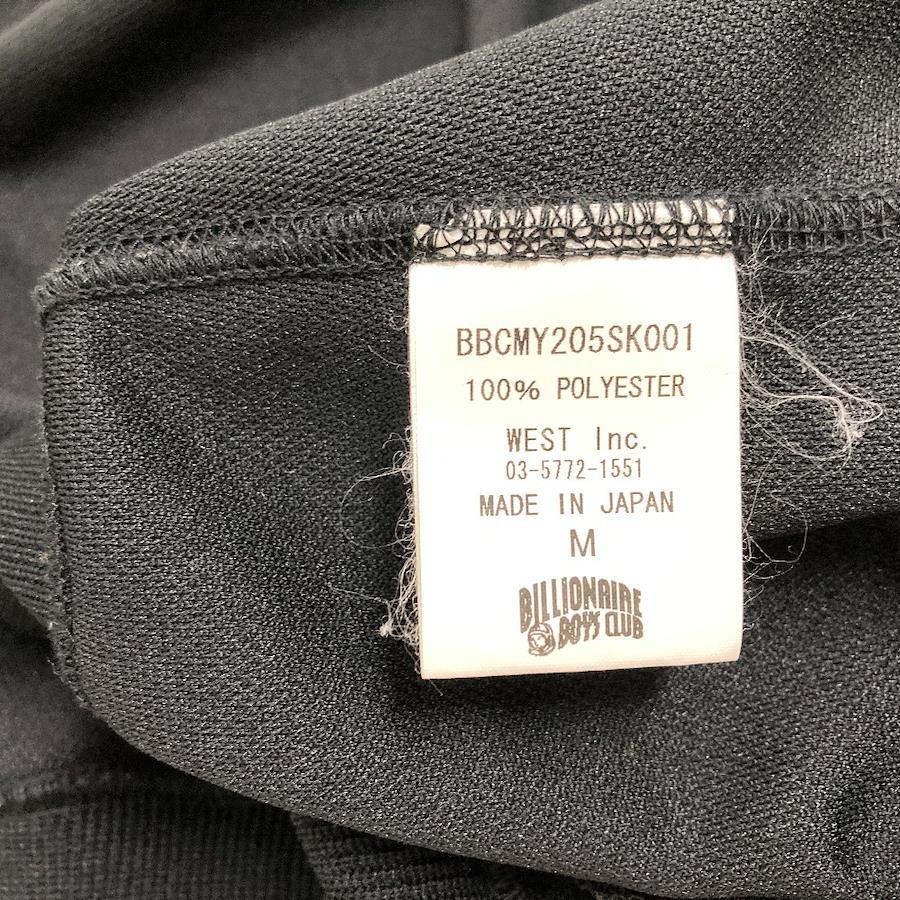 BBCMY205SK001
100% POLYESTER
WEST Inc.
03-5772-1551
MADE IN JAPAN
M
BILLIONAIRE
BOYS CLUB